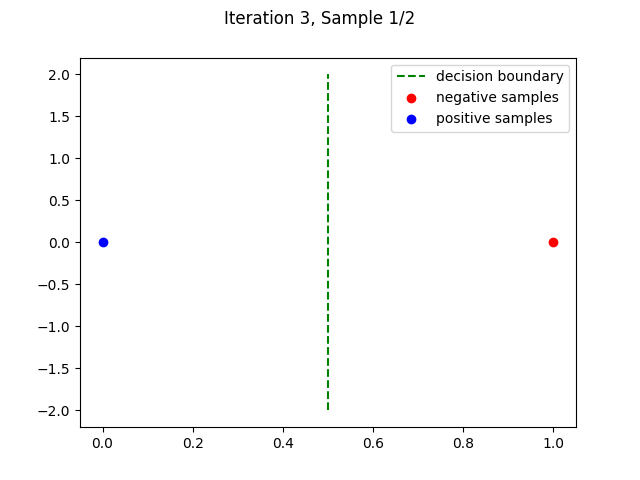 Iteration 3, Sample 1/2
decision boundary
negative samples
positive samples
2.0
1.5
1.0
0.5
0.0
−0.5
−1.0
−1.5
−2.0
0.0 0.2 0.4 0.6 0.8 1.0